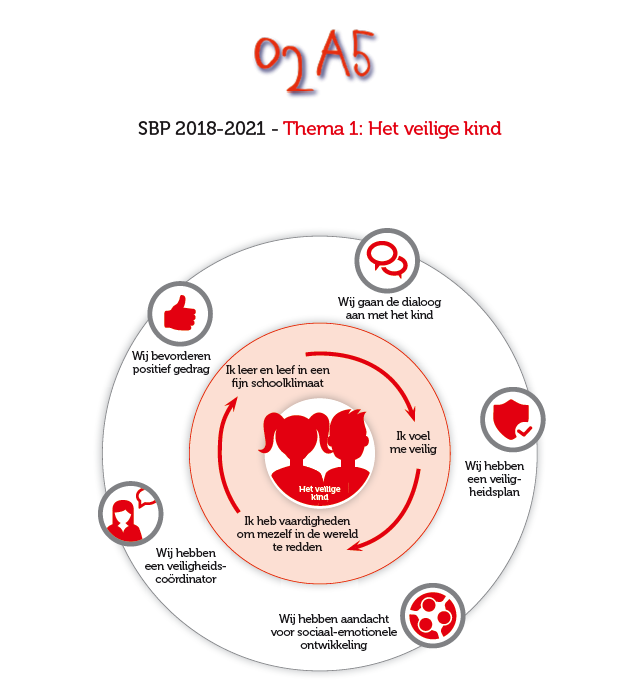 O2A5
SBP 2018-2021 - Thema 1: Het veilige kind
Wij gaan de dialoog
aan met het kind
Wij bevorderen
positief gedrag
Ik leer en leef in een
fijn schoolklimaat
Ik voel
me veilig
Wij hebben
een veilig-
heidsplan
Het veilige
kind
Ik heb vaardigheden
om mezelf in de wereld
te redden
Wij hebben
een veiligheids-
coördinator
Wij hebben aandacht
voor sociaal-emotionele
ontwikkeling